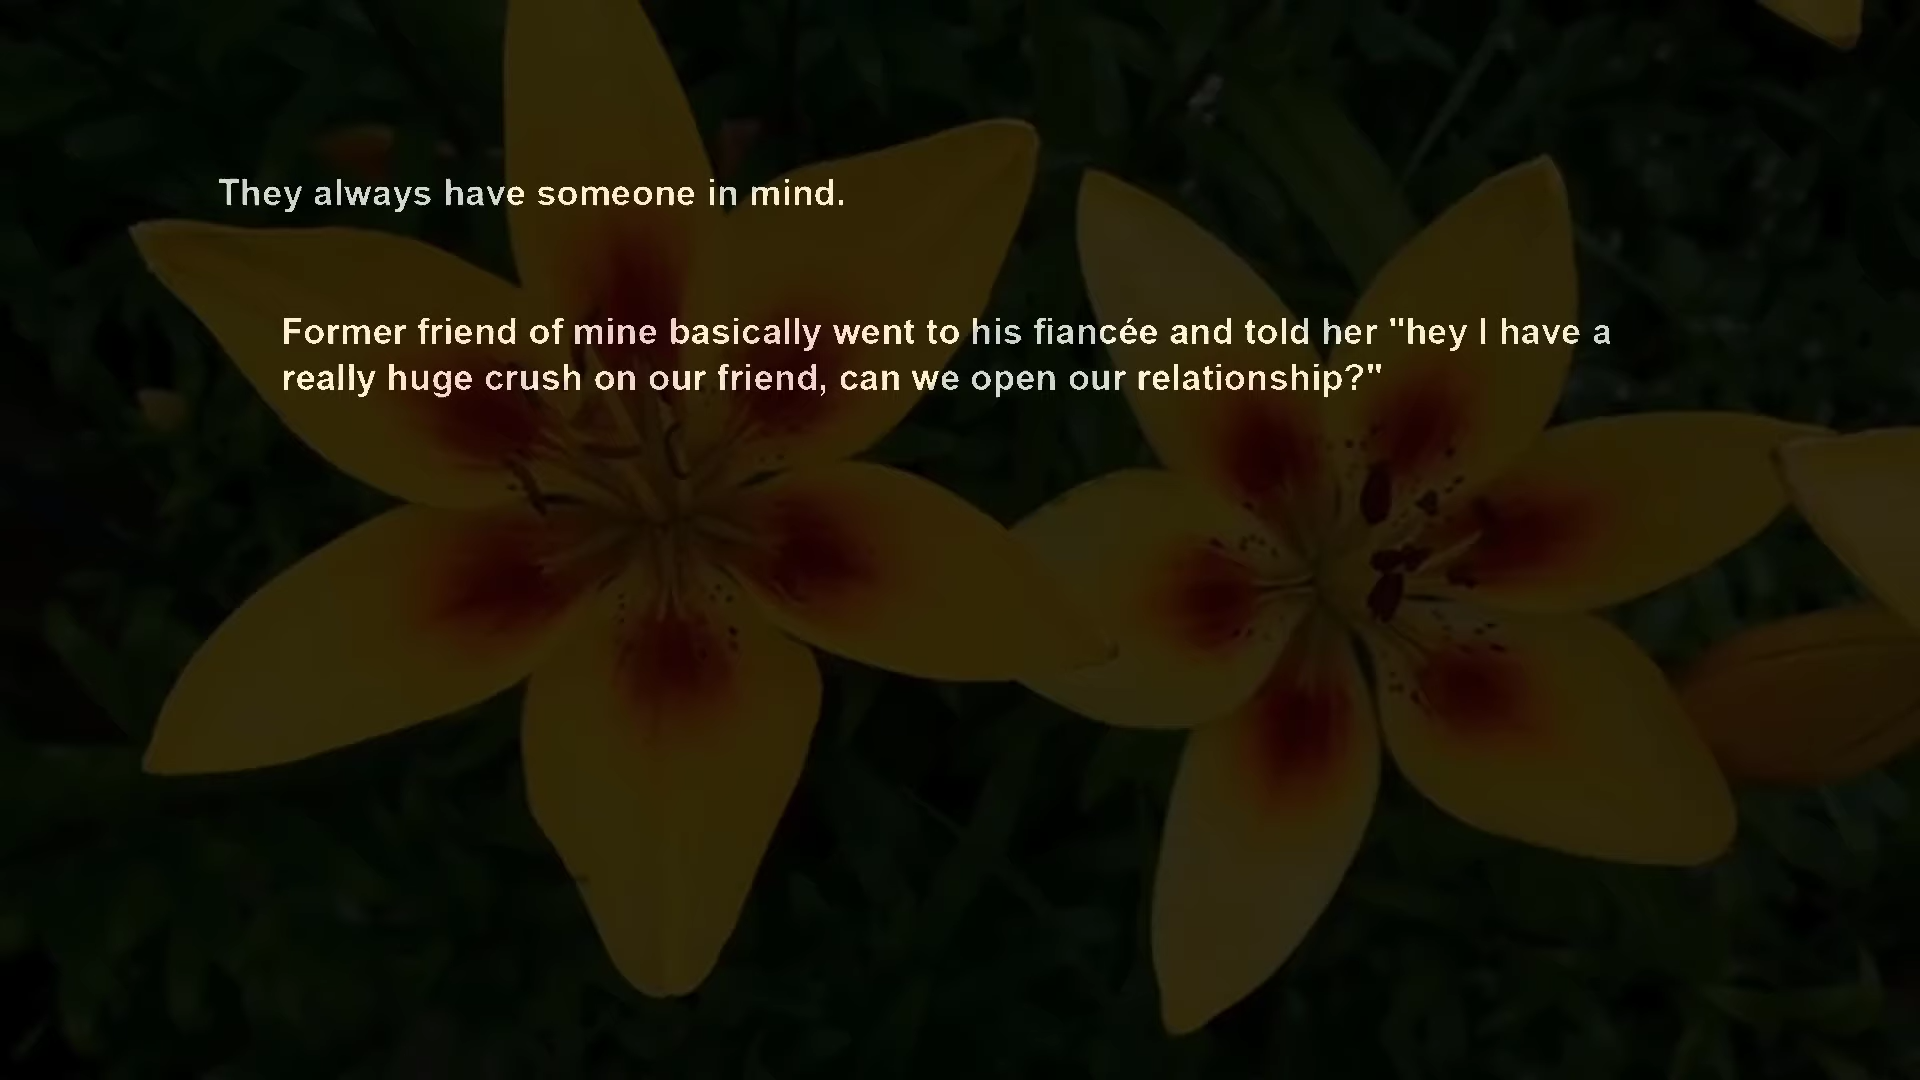 They always have someone in mind.
Former friend of mine basically went to his fiancée and told her "hey I have a
really huge crush on our friend, can we open our relationship?"